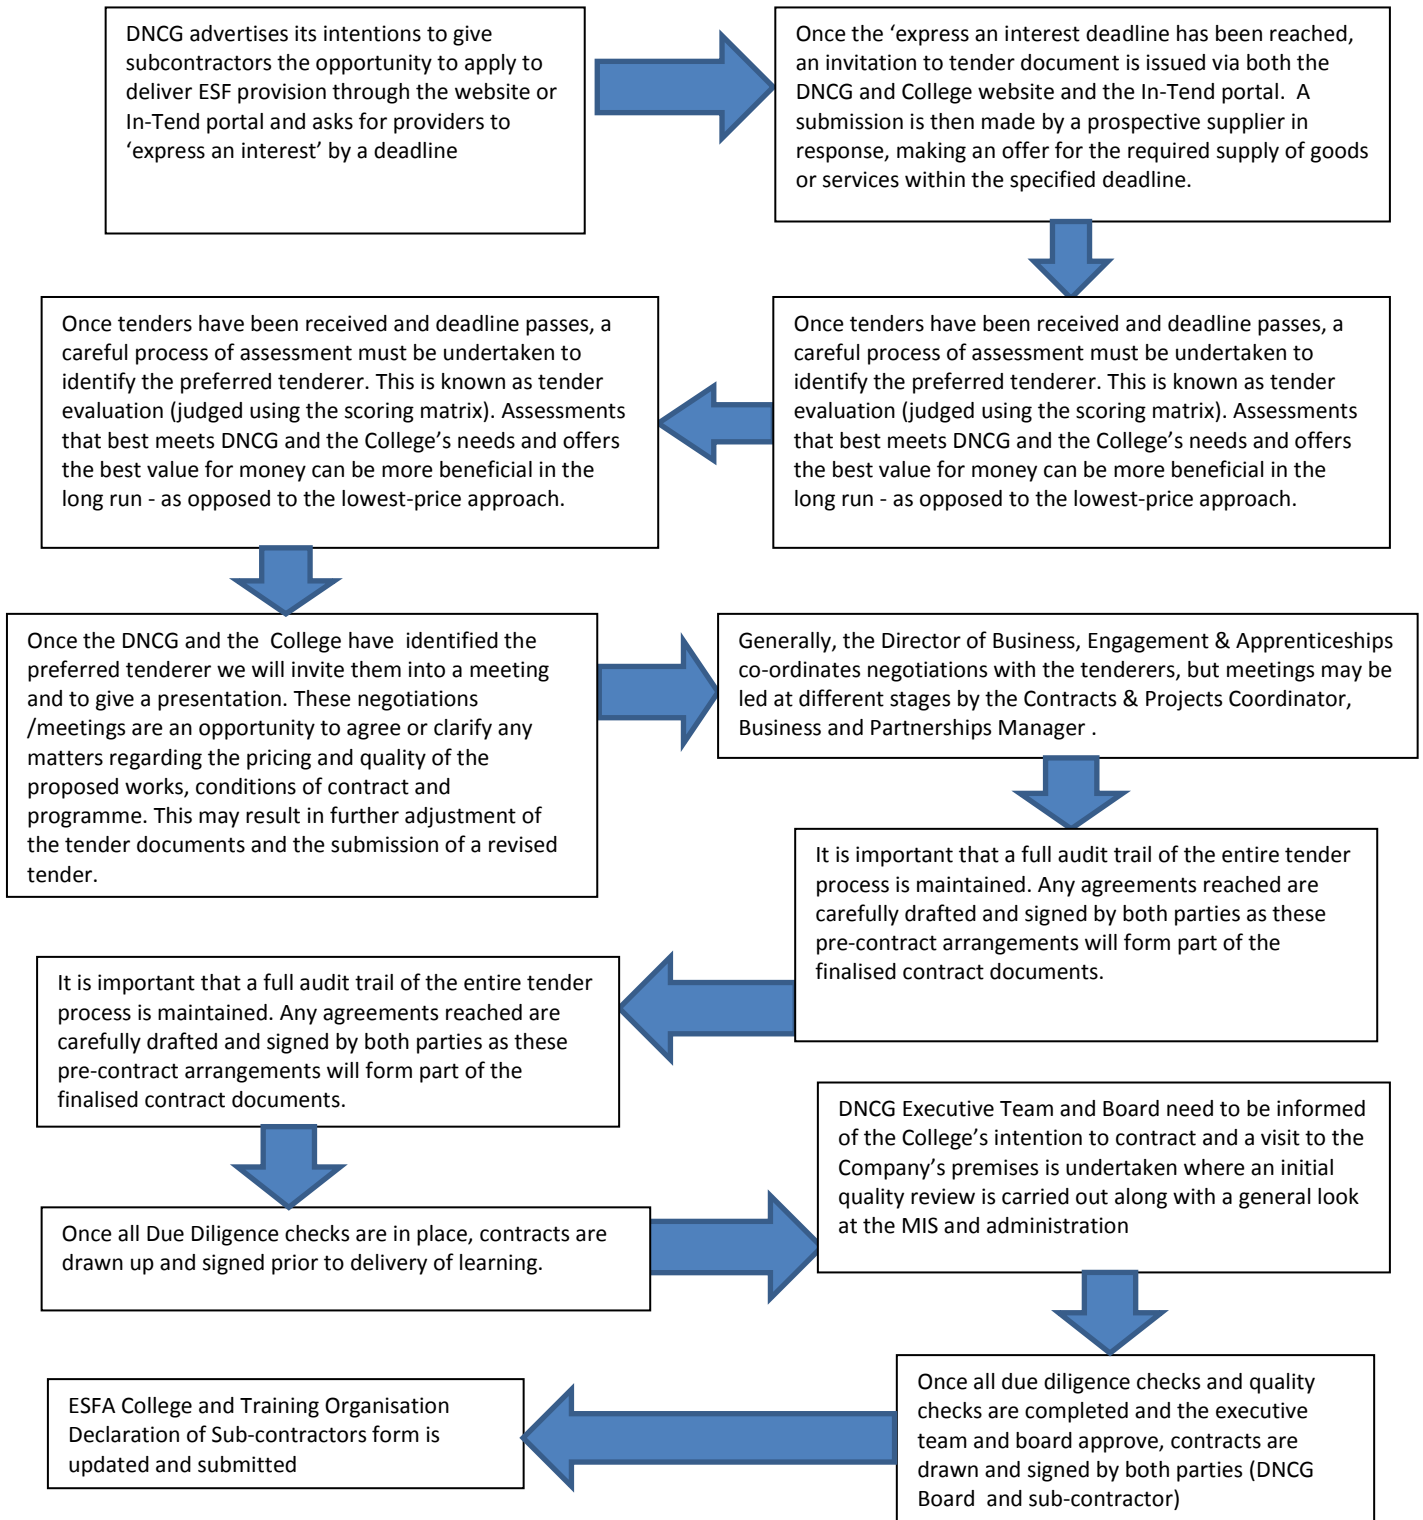 DNCG advertises its intentions to give
subcontractors the opportunity to apply to
deliver ESF provision through the website or
In-Tend portal and asks for providers to
‘express an interest’ by a deadline
Once the ‘express an interest deadline has been reached,
an invitation to tender document is issued via both the
DNCG and College website and the In-Tend portal.  A
submission is then made by a prospective supplier in
response, making an offer for the required supply of goods
or services within the specified deadline.
Once tenders have been received and deadline passes, a
careful process of assessment must be undertaken to
identify the preferred tenderer. This is known as tender
evaluation (judged using the scoring matrix). Assessments
that best meets DNCG and the College’s needs and offers
the best value for money can be more beneficial in the
long run - as opposed to the lowest-price approach.
Once tenders have been received and deadline passes, a
careful process of assessment must be undertaken to
identify the preferred tenderer. This is known as tender
evaluation (judged using the scoring matrix). Assessments
that best meets DNCG and the College’s needs and offers
the best value for money can be more beneficial in the
long run - as opposed to the lowest-price approach.
Once the DNCG and the  College have  identified the
preferred tenderer we will invite them into a meeting
and to give a presentation. These negotiations
/meetings are an opportunity to agree or clarify any
matters regarding the pricing and quality of the
proposed works, conditions of contract and
programme. This may result in further adjustment of
the tender documents and the submission of a revised
tender.
Generally, the Director of Business, Engagement & Apprenticeships
co-ordinates negotiations with the tenderers, but meetings may be
led at different stages by the Contracts & Projects Coordinator,
Business and Partnerships Manager .
It is important that a full audit trail of the entire tender
process is maintained. Any agreements reached are
carefully drafted and signed by both parties as these
pre-contract arrangements will form part of the
finalised contract documents.
It is important that a full audit trail of the entire tender
process is maintained. Any agreements reached are
carefully drafted and signed by both parties as these
pre-contract arrangements will form part of the
finalised contract documents.
Once all Due Diligence checks are in place, contracts are
drawn up and signed prior to delivery of learning.
DNCG Executive Team and Board need to be informed
of the College’s intention to contract and a visit to the
Company’s premises is undertaken where an initial
quality review is carried out along with a general look
at the MIS and administration
Once all due diligence checks and quality
checks are completed and the executive
team and board approve, contracts are
drawn and signed by both parties (DNCG
Board  and sub-contractor)
ESFA College and Training Organisation
Declaration of Sub-contractors form is
updated and submitted